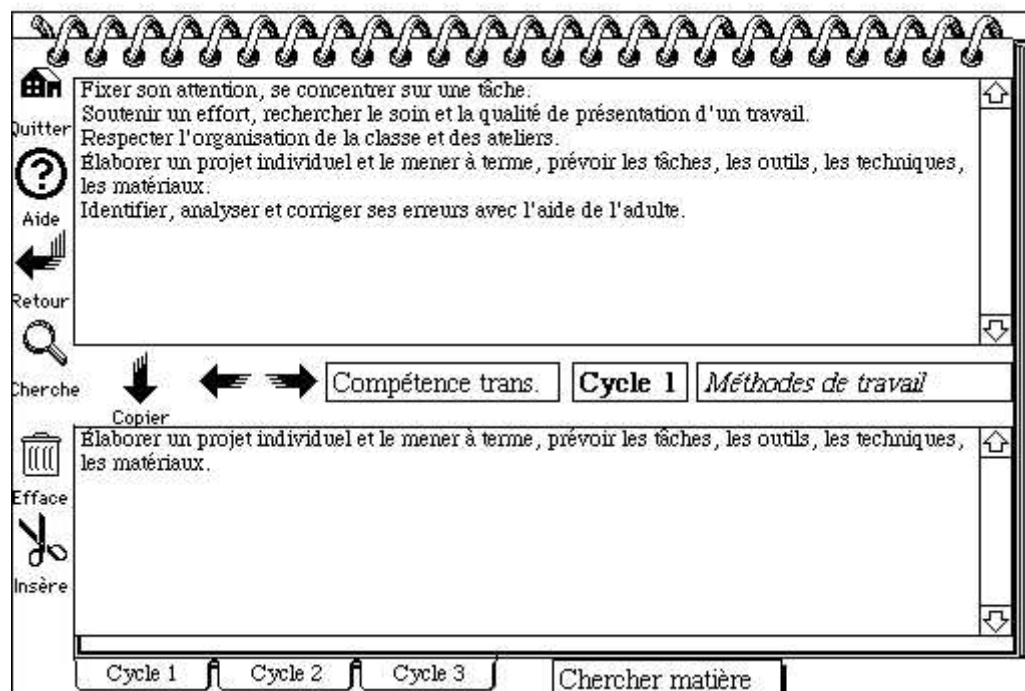 Quitter
Aide
Retour
Cherche
Fixer son attention, se concentrer sur une tâche.
Soutenir un effort, rechercher le soin et la qualité de présentation d'un travail.
Respecter l'organisation de la classe et des ateliers.
Élaborer un projet individuel et le mener à terme, prévoir les tâches, les outils, les techniques,
les matériaux.
Identifier, analyser et corriger ses erreurs avec l'aide de l'adulte.
Copier
Compétence trans.
Cycle 1
Méthodes de travail
Efface
Insère
Élaborer un projet individuel et le mener à terme, prévoir les tâches, les outils, les techniques,
les matériaux.
Cycle 1
Cycle 2
Cycle 3
Chercher matière